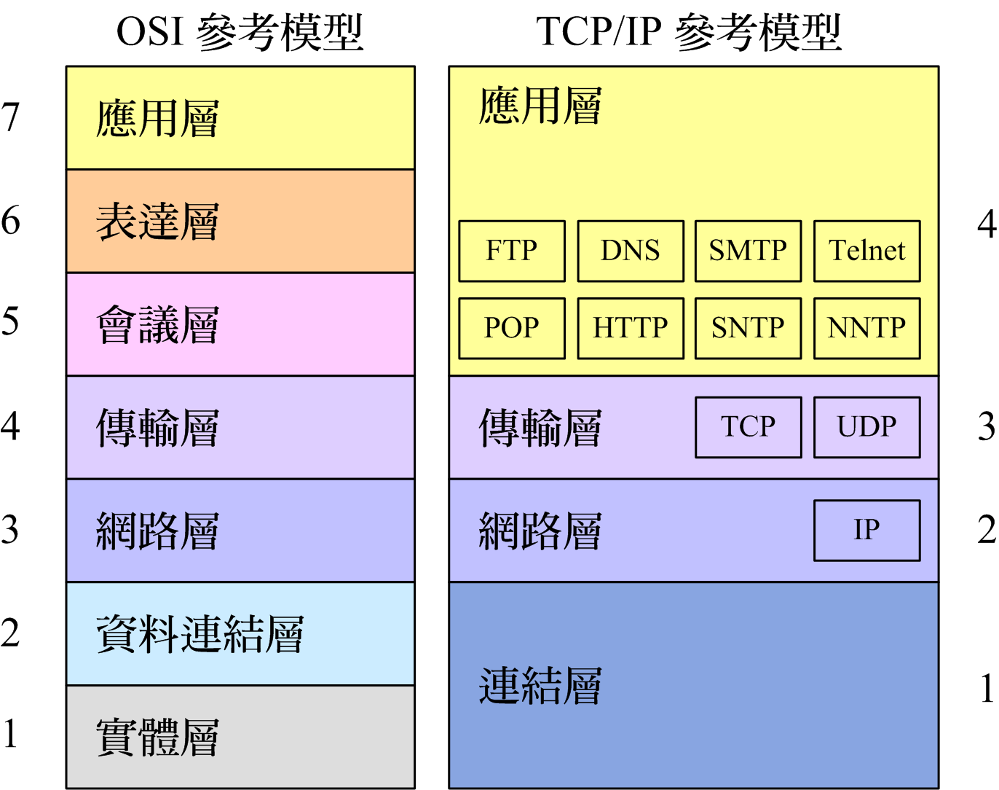 OSI 參考模型
7
應用層
6
表達層
5
會議層
4
傳輸層
3
網路層
2
資料連結層
1
實體層
TCP/IP 參考模型
應用層
FTP DNS SMTP Telnet
POP HTTP SNTP NNTP
4
傳輸層 TCP UDP
3
網路層 IP
2
連結層
1